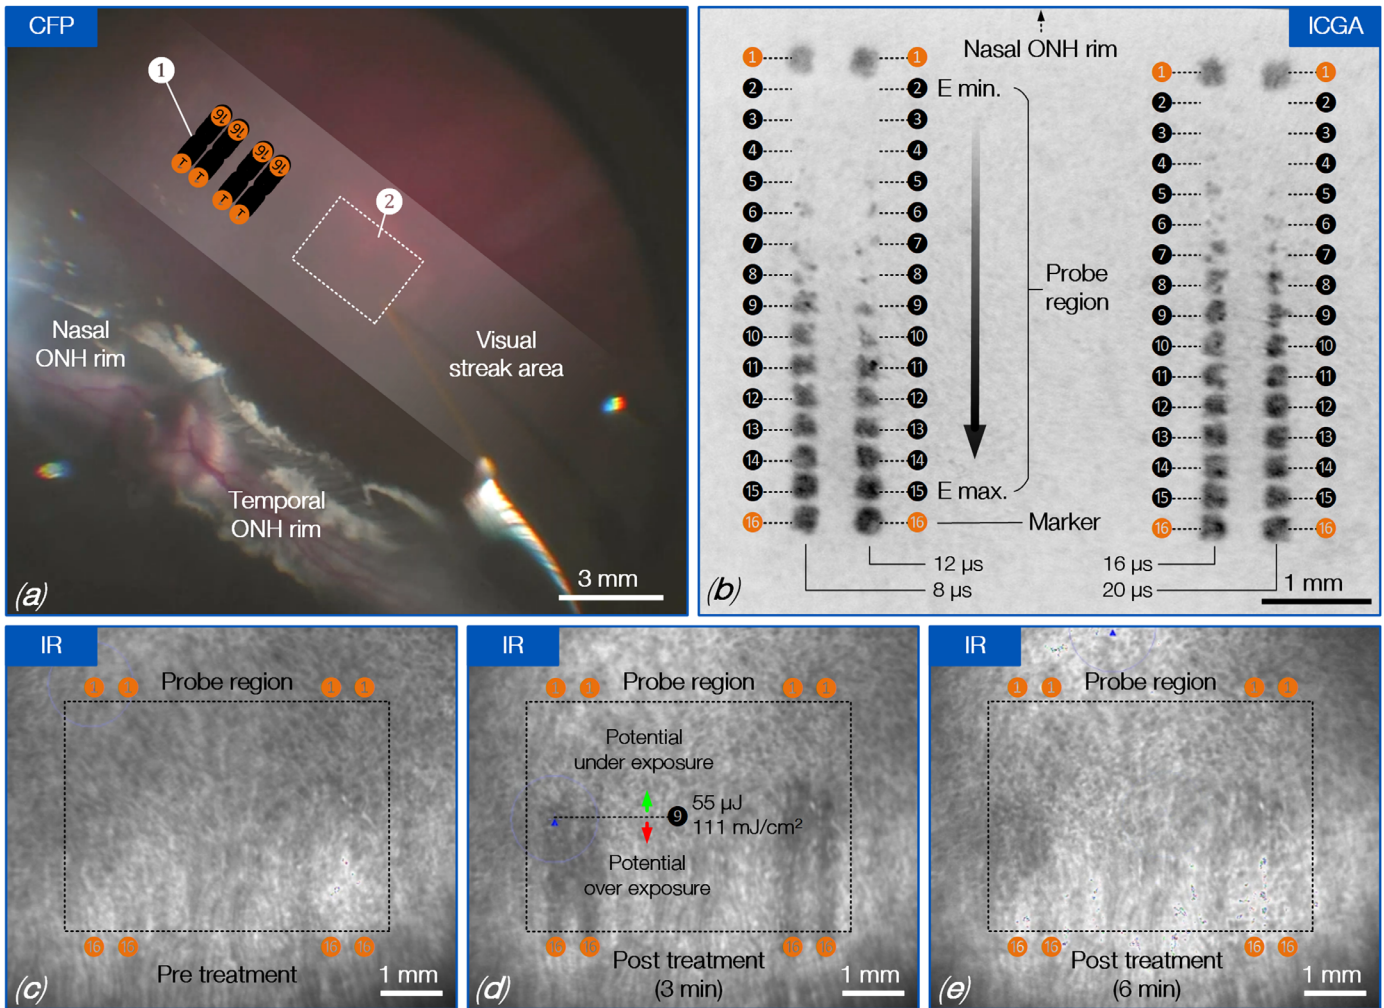 CFP
1
16
16
16
16
1
1
1
1
2
Nasal
ONH rim
Visual
streak area
Temporal
ONH rim
3 mm
(a)
ICGA
Nasal ONH rim
1 1 1 1
2 2 E min. 2 2
3 3 3 3
4 4 4 4
5 5 5 5
6 6 6 6
7 7 7 7
8 8 Probe 8 8
region
9 9 9 9
10 10 10 10
11 11 11 11
12 12 12 12
13 13 13 13
14 14 14 14
15 15 E max. 15 15
16 16 Marker 16 16
12 µs 16 µs
8 µs 20 µs
1 mm
(b)
IR
1 1 Probe region 1 1
16 16 16 16
Pre treatment
1 mm
(c)
IR
1 1 Probe region 1 1
Potential
under exposure
9 55 µJ
111 mJ/cm²
Potential
over exposure
16 16 16 16
Post treatment
(3 min)
1 mm
(d)
IR
1 1 Probe region 1 1
16 15 16 16
Post treatment
(6 min)
1 mm
(e)